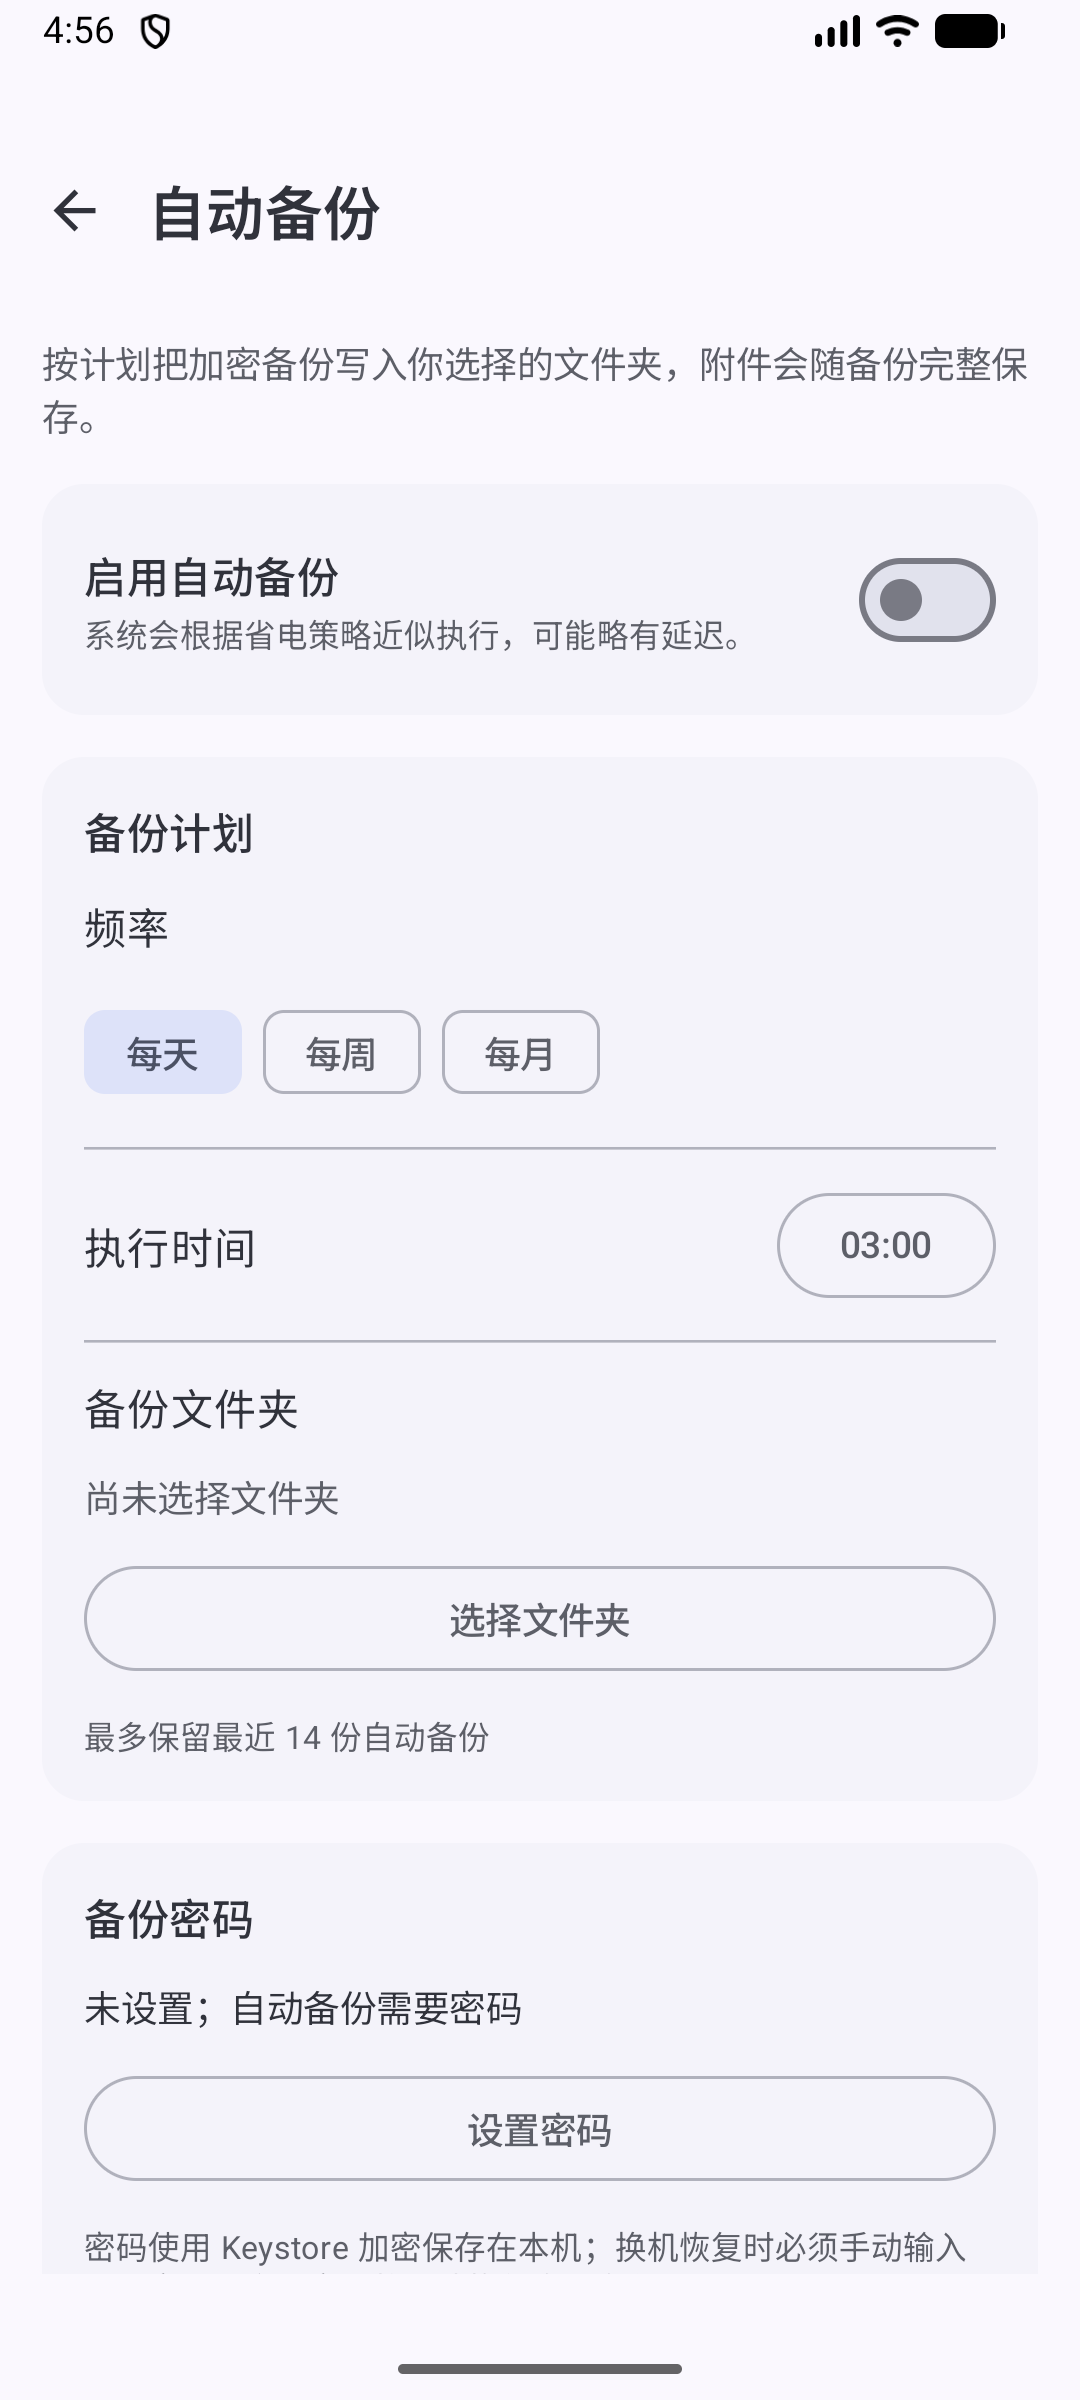 4:56
自动备份
按计划把加密备份写入你选择的文件夹，附件会随备份完整保
存。
启用自动备份
系统会根据省电策略近似执行，可能略有延迟。
备份计划
频率
每天
每周
每月
执行时间
03:00
备份文件夹
尚未选择文件夹
选择文件夹
最多保留最近 14 份自动备份
备份密码
未设置；自动备份需要密码
设置密码
密码使用 Keystore 加密保存在本机；换机恢复时必须手动输入